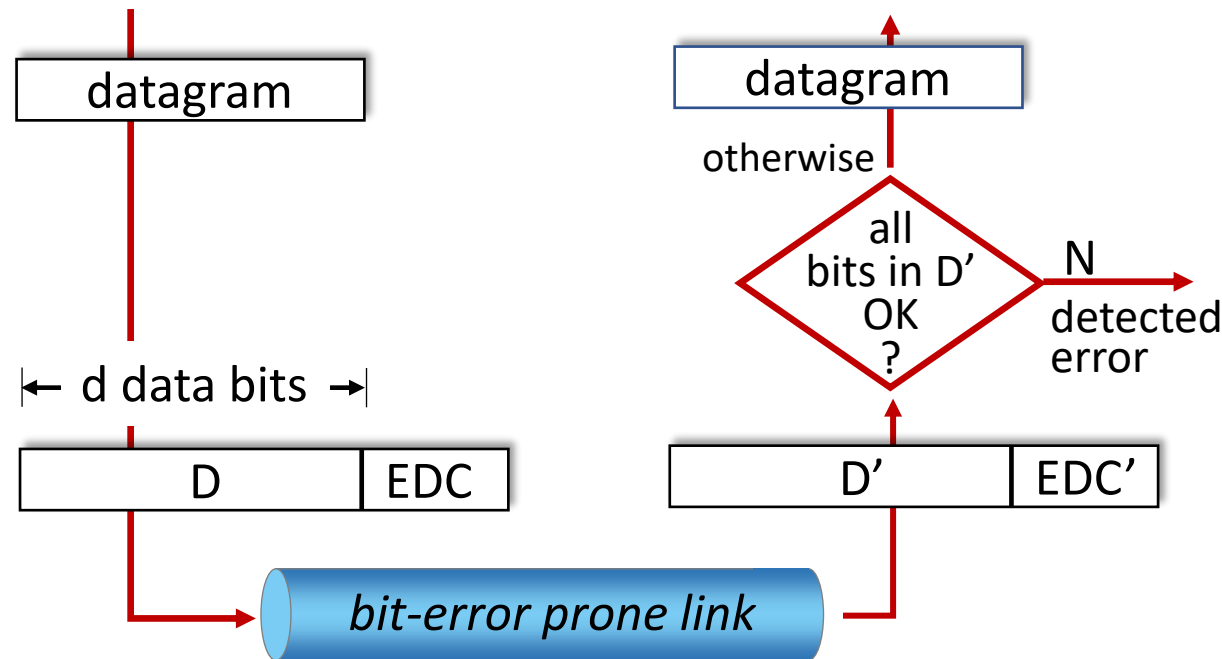 datagram
d data bits
D EDC
bit-error prone link
datagram
otherwise
all
bits in D’
OK
?
N
detected
error
D’ EDC’